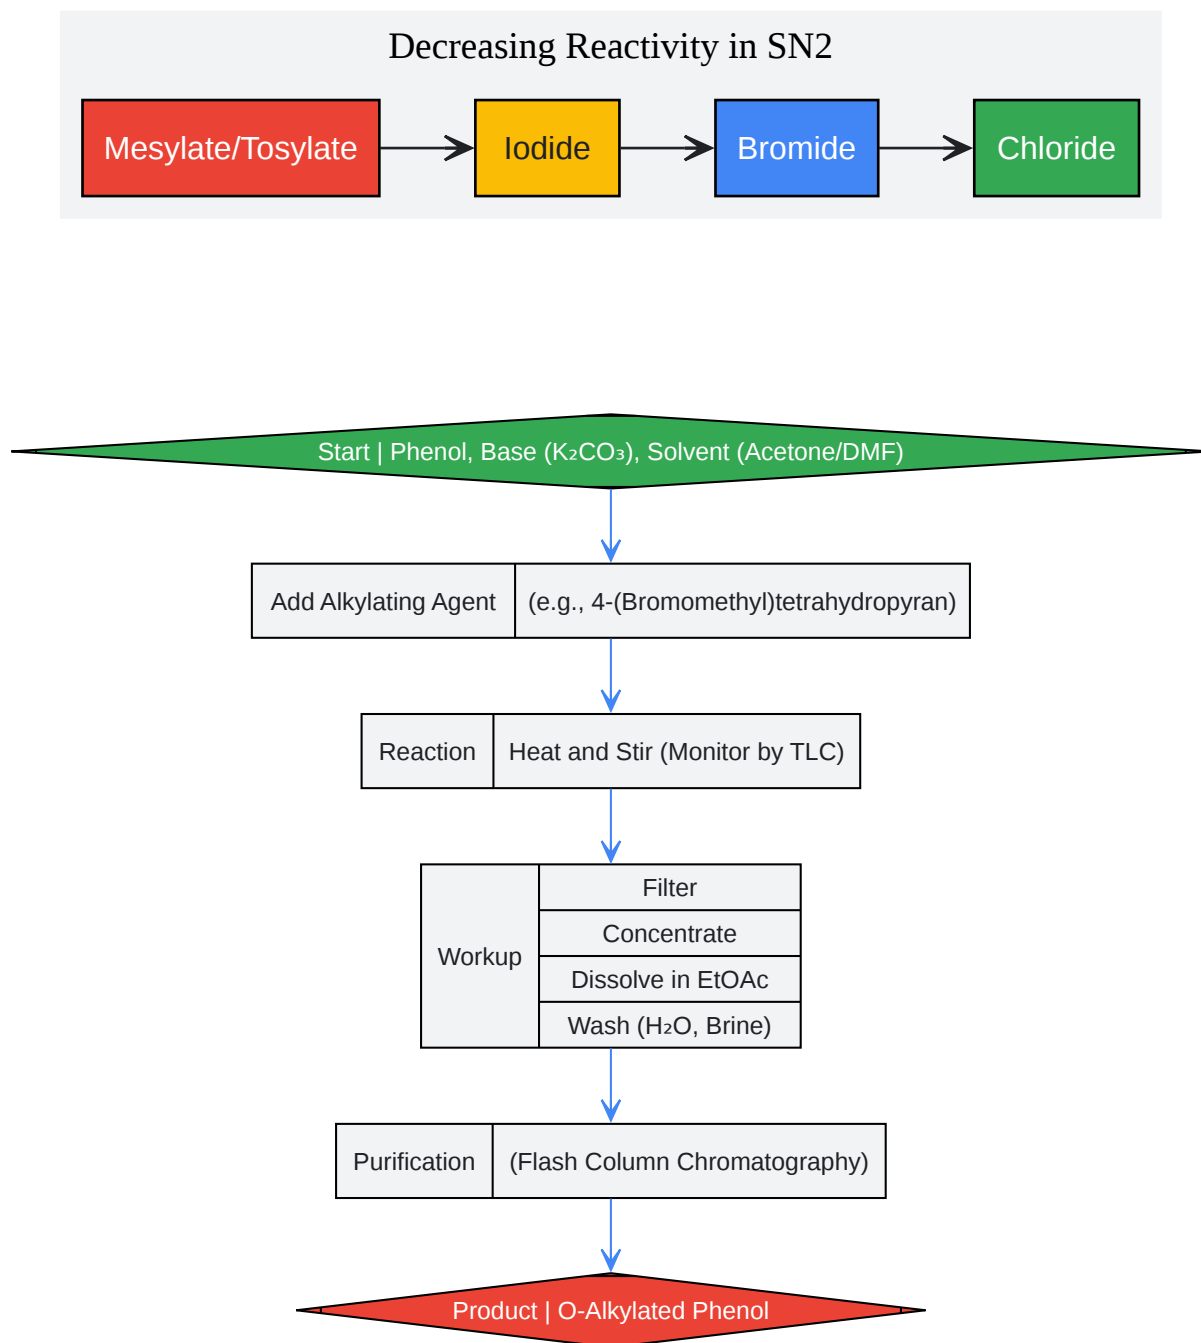 Decreasing Reactivity in SN2
Mesylate/Tosylate
Iodide
Bromide
Chloride
Start | Phenol, Base (K₂CO₃), Solvent (Acetone/DMF)
Add Alkylating Agent
(e.g., 4-(Bromomethyl)tetrahydropyran)
Reaction
Heat and Stir (Monitor by TLC)
Workup
Filter
Concentrate
Dissolve in EtOAc
Wash (H₂O, Brine)
Purification
(Flash Column Chromatography)
Product | O-Alkylated Phenol